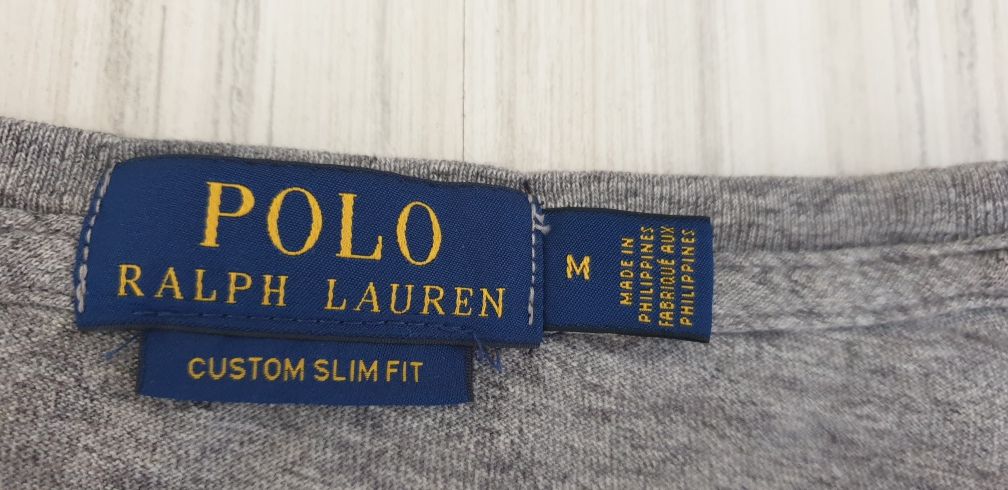 POLO
RALPH LAUREN
CUSTOM SLIM FIT
M
MADE IN
PHILIPPINES
FABRIQUÉ AUX
PHILIPPINES